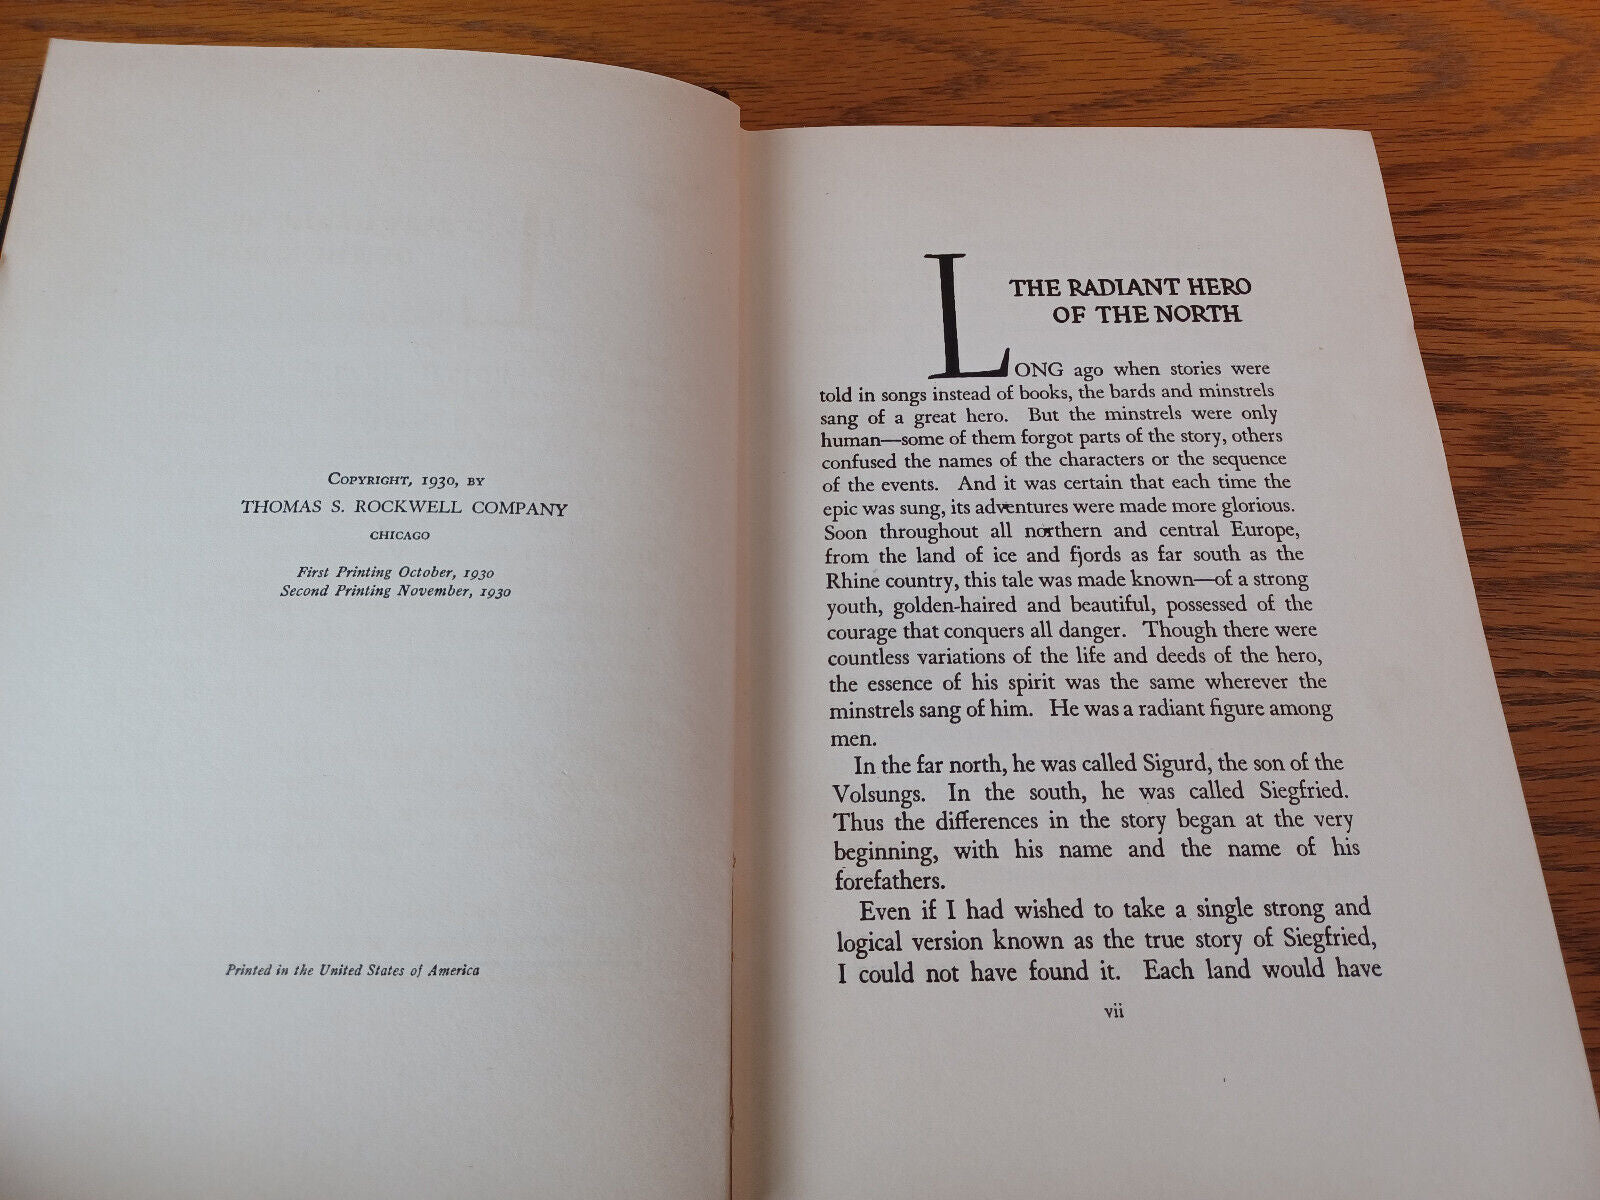 COPYRIGHT, 1930, BY
THOMAS S. ROCKWELL COMPANY
CHICAGO
First Printing October, 1930
Second Printing November, 1930
Printed in the United States of America
THE RADIANT HERO
OF THE NORTH
LONG ago when stories were
told in songs instead of books, the bards and minstrels
sang of a great hero. But the minstrels were only
human—some of them forgot parts of the story, others
confused the names of the characters or the sequence
of the events. And it was certain that each time the
epic was sung, its adventures were made more glorious.
Soon throughout all northern and central Europe,
from the land of ice and fjords as far south as the
Rhine country, this tale was made known—of a strong
youth, golden-haired and beautiful, possessed of the
courage that conquers all danger. Though there were
countless variations of the life and deeds of the hero,
the essence of his spirit was the same wherever the
minstrels sang of him. He was a radiant figure among
men.
In the far north, he was called Sigurd, the son of the
Volsungs. In the south, he was called Siegfried.
Thus the differences in the story began at the very
beginning, with his name and the name of his
forefathers.
Even if I had wished to take a single strong and
logical version known as the true story of Siegfried,
I could not have found it. Each land would have
vii